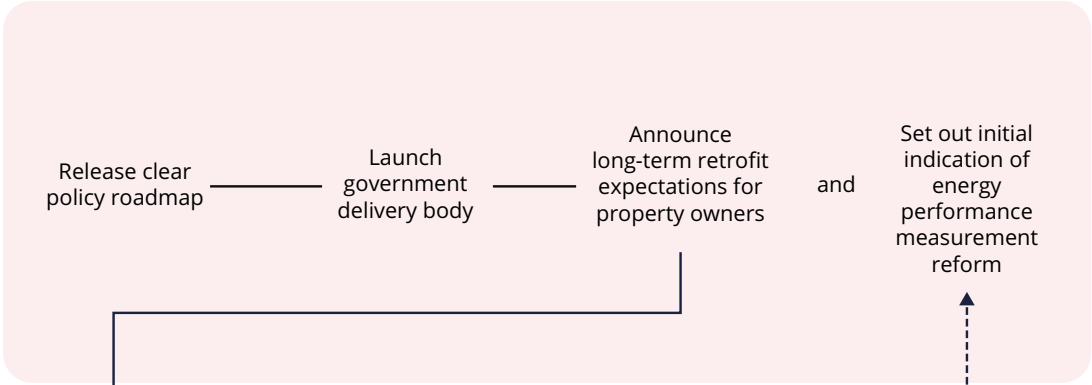 Release clear
policy roadmap
Launch
government
delivery body
Announce
long-term retrofit
expectations for
property owners
and
Set out initial
indication of
energy
performance
measurement
reform